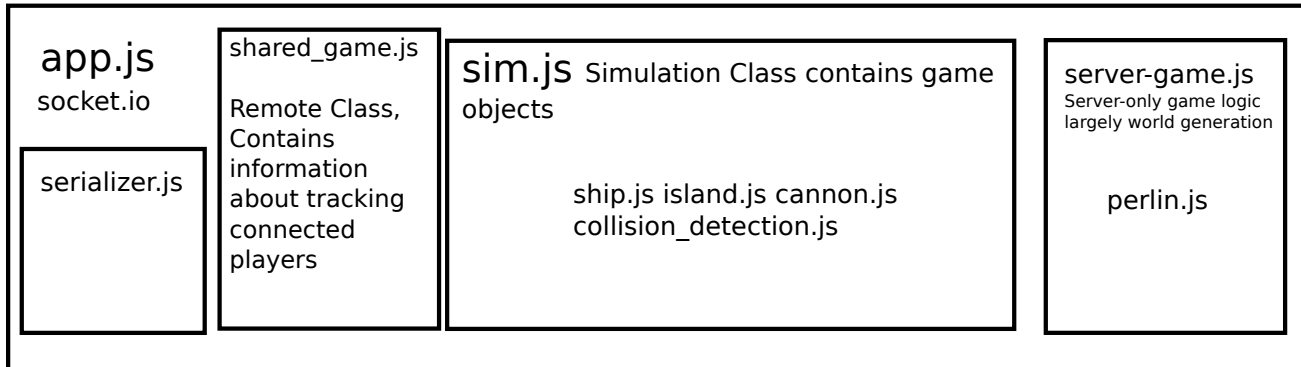 app.js
socket.io
serializer.js
shared_game.js
Remote Class,
Contains
information
about tracking
connected
players
sim.js Simulation Class contains game
objects
ship.js island.js cannon.js
collision_detection.js
server-game.js
Server-only game logic
largely world generation
perlin.js